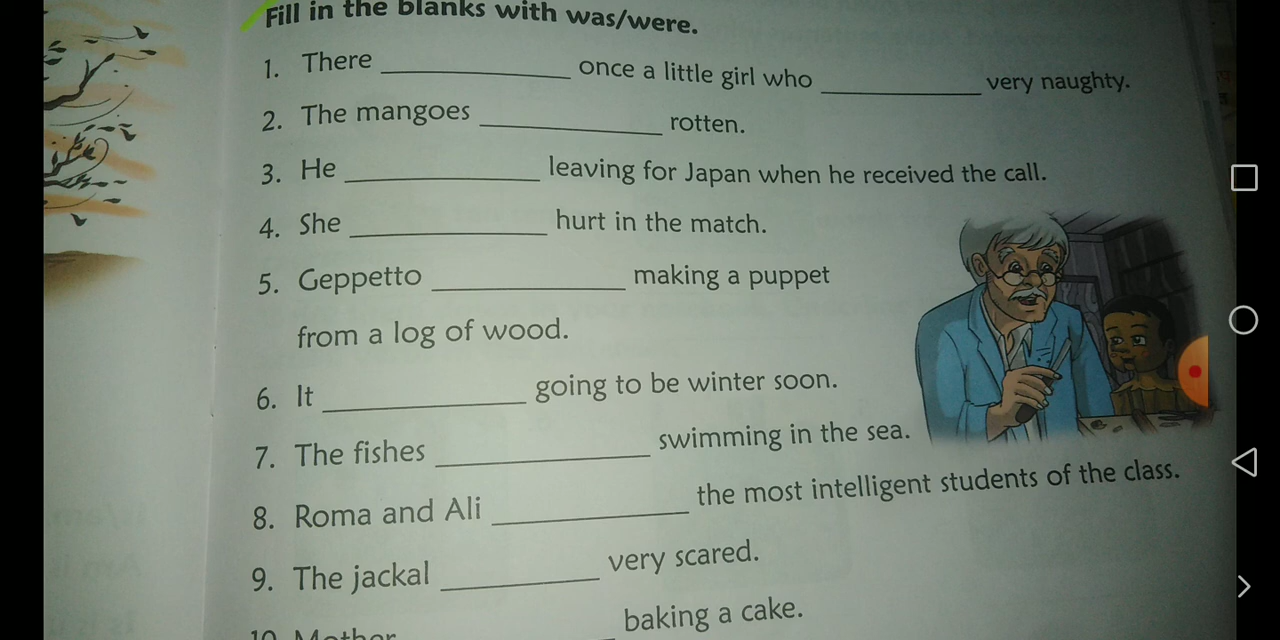 Fill in the blanks with was/were.
1. There ____________ once a little girl who ____________ very naughty.
2. The mangoes ____________ rotten.
3. He ____________ leaving for Japan when he received the call.
4. She ____________ hurt in the match.
5. Geppetto ____________ making a puppet
from a log of wood.
6. It ____________ going to be winter soon.
7. The fishes ____________ swimming in the sea.
8. Roma and Ali ____________ the most intelligent students of the class.
9. The jackal ____________ very scared.
10. Mother ____________ baking a cake.